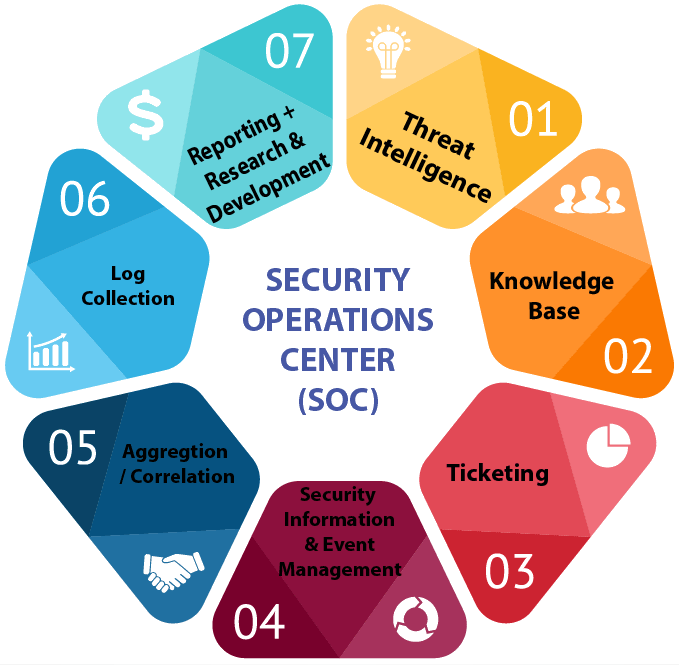 SECURITY
OPERATIONS
CENTER
(SOC)
01
Threat
Intelligence
Knowledge
Base
02
Ticketing
03
Security
Information
& Event
Management
04
05
Aggregtion
/ Correlation
06
Log
Collection
07
$
Reporting +
Research &
Development